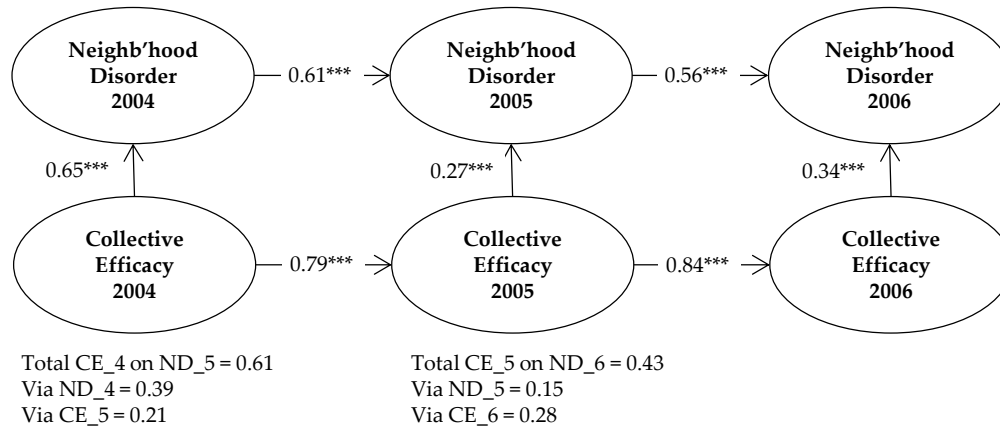 Neighb'hood
Disorder
2004
0.61***
Neighb'hood
Disorder
2005
0.56***
Neighb'hood
Disorder
2006
0.65***
0.27***
0.34***
Collective
Efficacy
2004
0.79***
Collective
Efficacy
2005
0.84***
Collective
Efficacy
2006
Total CE_4 on ND_5 = 0.61
Via ND_4 = 0.39
Via CE_5 = 0.21
Total CE_5 on ND_6 = 0.43
Via ND_5 = 0.15
Via CE_6 = 0.28